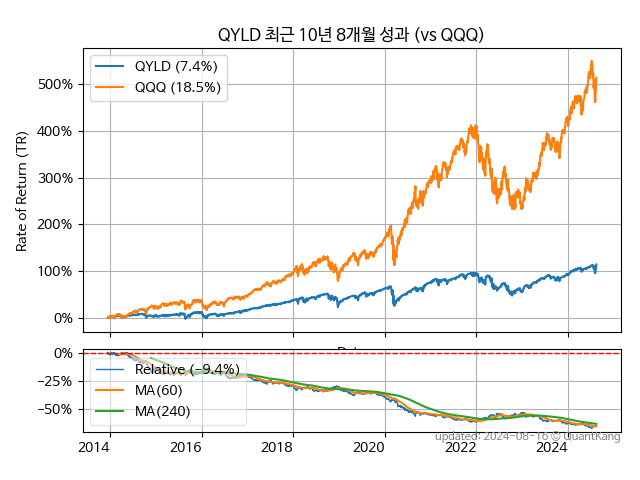 QYLD 최근 10년 8개월 성과 (vs QQQ)
QYLD (7.4%)
QQQ (18.5%)
500%
400%
300%
200%
100%
0%
Rate of Return (TR)
0%
−25%
−50%
Relative (−9.4%)
MA(60)
MA(240)
2014 2016 2018 2020 2022 2024
updated: 2024-08-16 © QuantKang